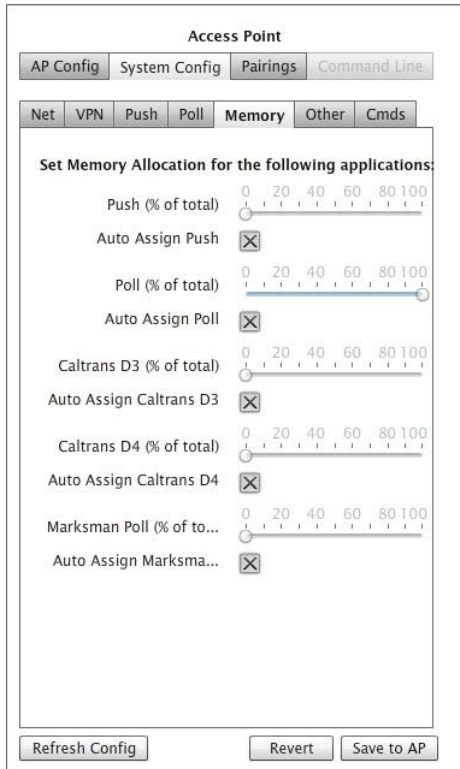 Access Point
AP Config System Config Pairings Command Line
Net VPN Push Poll Memory Other Cmds
Set Memory Allocation for the following applications:
0 20 40 60 80 100
Push (% of total)
Auto Assign Push
0 20 40 60 80 100
Poll (% of total)
Auto Assign Poll
0 20 40 60 80 100
Caltrans D3 (% of total)
Auto Assign Caltrans D3
0 20 40 60 80 100
Caltrans D4 (% of total)
Auto Assign Caltrans D4
0 20 40 60 80 100
Marksman Poll (% of to...
Auto Assign Marksma...
Refresh Config Revert Save to AP